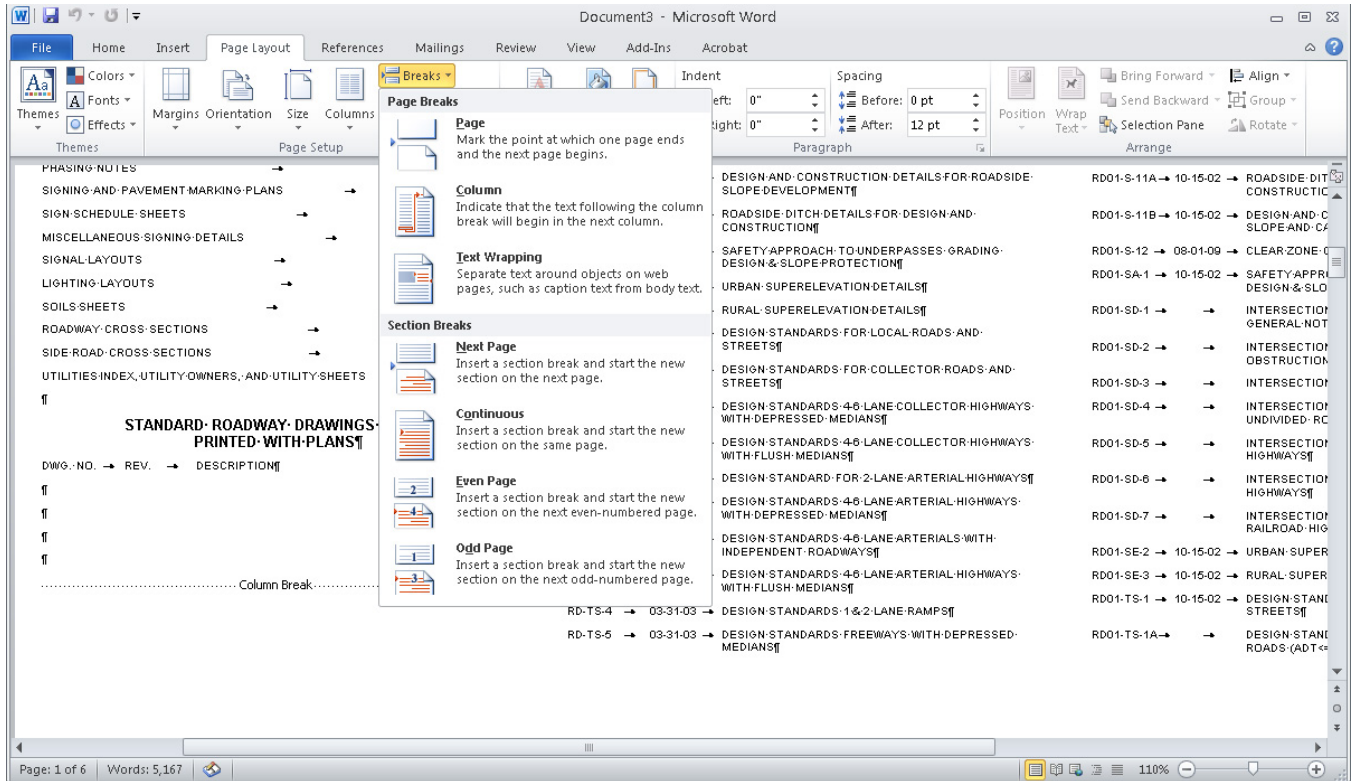 Document3 - Microsoft Word
File Home Insert Page Layout References Mailings Review View Add-Ins Acrobat
Themes
Colors
Fonts
Effects
Themes
Margins Orientation Size Columns
Page Setup
Breaks
Indent
eft: 0"
Right: 0"
Spacing
Before: 0 pt
After: 12 pt
Paragraph
Position
Wrap Text
Bring Forward
Send Backward
Selection Pane
Align
Group
Rotate
Arrange
Page Breaks
Page
Mark the point at which one page ends
and the next page begins.
Column
Indicate that the text following the column
break will begin in the next column.
Text Wrapping
Separate text around objects on web
pages, such as caption text from body text.
Section Breaks
Next Page
Insert a section break and start the new
section on the next page.
Continuous
Insert a section break and start the new
section on the same page.
Even Page
Insert a section break and start the new
section on the next even-numbered page.
Odd Page
Insert a section break and start the new
section on the next odd-numbered page.
PHASING·NOTES →
SIGNING·AND·PAVEMENT·MARKING·PLANS →
SIGN·SCHEDULE·SHEETS →
MISCELLANEOUS·SIGNING·DETAILS →
SIGNAL·LAYOUTS →
LIGHTING·LAYOUTS →
SOILS·SHEETS →
ROADWAY·CROSS·SECTIONS →
SIDE·ROAD·CROSS·SECTIONS →
UTILITIES·INDEX,·UTILITY·OWNERS,·AND·UTILITY·SHEETS
¶
STANDARD·ROADWAY·DRAWINGS·
PRINTED·WITH·PLANS¶
DWG.·NO. → REV. → DESCRIPTION¶
¶
¶
¶
¶
Column Break
DESIGN·AND·CONSTRUCTION·DETAILS·FOR·ROADSIDE·
SLOPE·DEVELOPMENT¶
ROADSIDE·DITCH·DETAILS·FOR·DESIGN·AND·
CONSTRUCTION¶
SAFETY·APPROACH·TO·UNDERPASSES·GRADING·
DESIGN·&·SLOPE·PROTECTION¶
URBAN·SUPERELEVATION·DETAILS¶
RURAL·SUPERELEVATION·DETAILS¶
DESIGN·STANDARDS·FOR·LOCAL·ROADS·AND·
STREETS¶
DESIGN·STANDARDS·FOR·COLLECTOR·ROADS·AND·
STREETS¶
DESIGN·STANDARDS·4-6·LANE·COLLECTOR·HIGHWAYS·
WITH·DEPRESSED·MEDIANS¶
DESIGN·STANDARDS·4-6·LANE·COLLECTOR·HIGHWAYS·
WITH·FLUSH·MEDIANS¶
DESIGN·STANDARD·FOR·2-LANE·ARTERIAL·HIGHWAYS¶
DESIGN·STANDARDS·4-6·LANE·ARTERIAL·HIGHWAYS·
WITH·DEPRESSED·MEDIANS¶
DESIGN·STANDARDS·4-6·LANE·ARTERIALS·WITH·
INDEPENDENT·ROADWAYS¶
DESIGN·STANDARDS·4-6·LANE·ARTERIAL·HIGHWAYS·
WITH·FLUSH·MEDIANS¶
RD-TS-4 → 03-31-03 → DESIGN·STANDARDS·1·&·2·LANE·RAMPS¶
RD-TS-5 → 03-31-03 → DESIGN·STANDARDS·FREEWAYS·WITH·DEPRESSED·
MEDIANS¶
RD01-S-11A → 10-15-02 → ROADSIDE·DIT
CONSTRUCTIC
RD01-S-11B → 10-15-02 → DESIGN·AND·C
SLOPE·AND·CA
RD01-S-12 → 08-01-09 → CLEAR·ZONE·C
RD01-SA-1 → 10-15-02 → SAFETY·APPR
DESIGN·&·SLO
RD01-SD-1 → → INTERSECTION
GENERAL·NOT
RD01-SD-2 → → INTERSECTION
OBSTRUCTION
RD01-SD-3 → → INTERSECTION
RD01-SD-4 → → INTERSECTION
UNDIVIDED·RC
RD01-SD-5 → → INTERSECTION
HIGHWAYS¶
RD01-SD-6 → → INTERSECTION
HIGHWAYS¶
RD01-SD-7 → → INTERSECTION
RAILROAD·HIG
RD01-SE-2 → 10-15-02 → URBAN·SUPER
RD01-SE-3 → 10-15-02 → RURAL·SUPER
RD01-TS-1 → 10-15-02 → DESIGN·STAND
STREETS¶
RD01-TS-1A → → DESIGN·STAND
ROADS·(ADT<=
Page: 1 of 6 Words: 5,167 110%